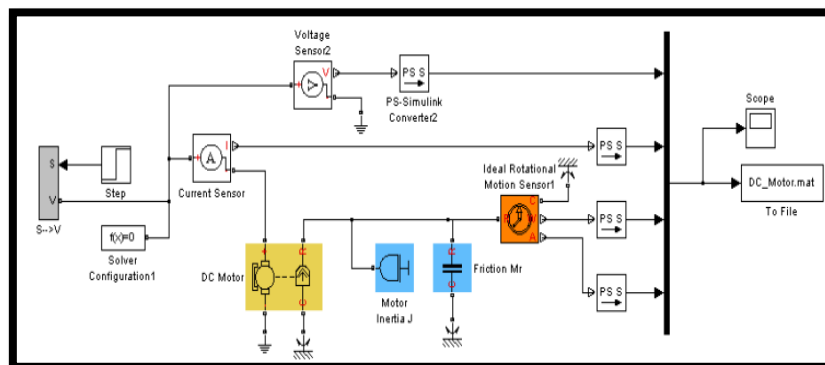 Voltage
Sensor2
V
PS S
PS-Simulink
Converter2
Scope
S
V
S-->V
Step
A
I
Current Sensor
PS S
Ideal Rotational
Motion Sensor1
DC_Motor.mat
To File
f(x)=0
Solver
Configuration1
C
R
W
A
PS S
DC Motor
C
Motor
Inertia J
C
Friction Mr
PS S